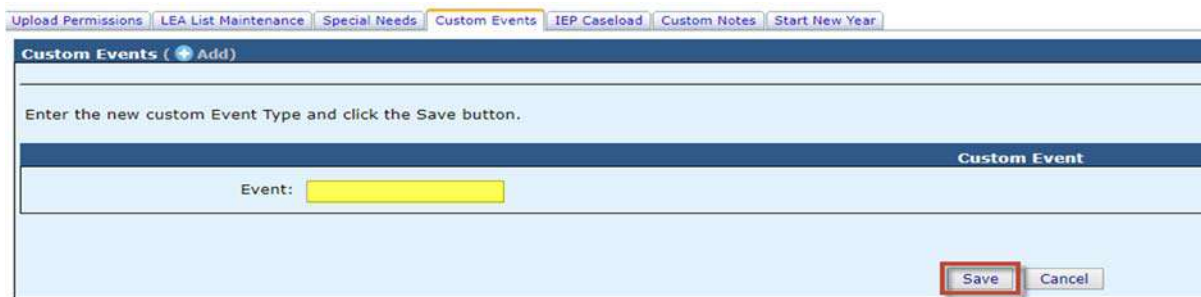 Upload Permissions LEA List Maintenance Special Needs Custom Events IEP Caseload Custom Notes Start New Year
Custom Events ( Add)
Enter the new custom Event Type and click the Save button.
Custom Event
Event:
Save Cancel